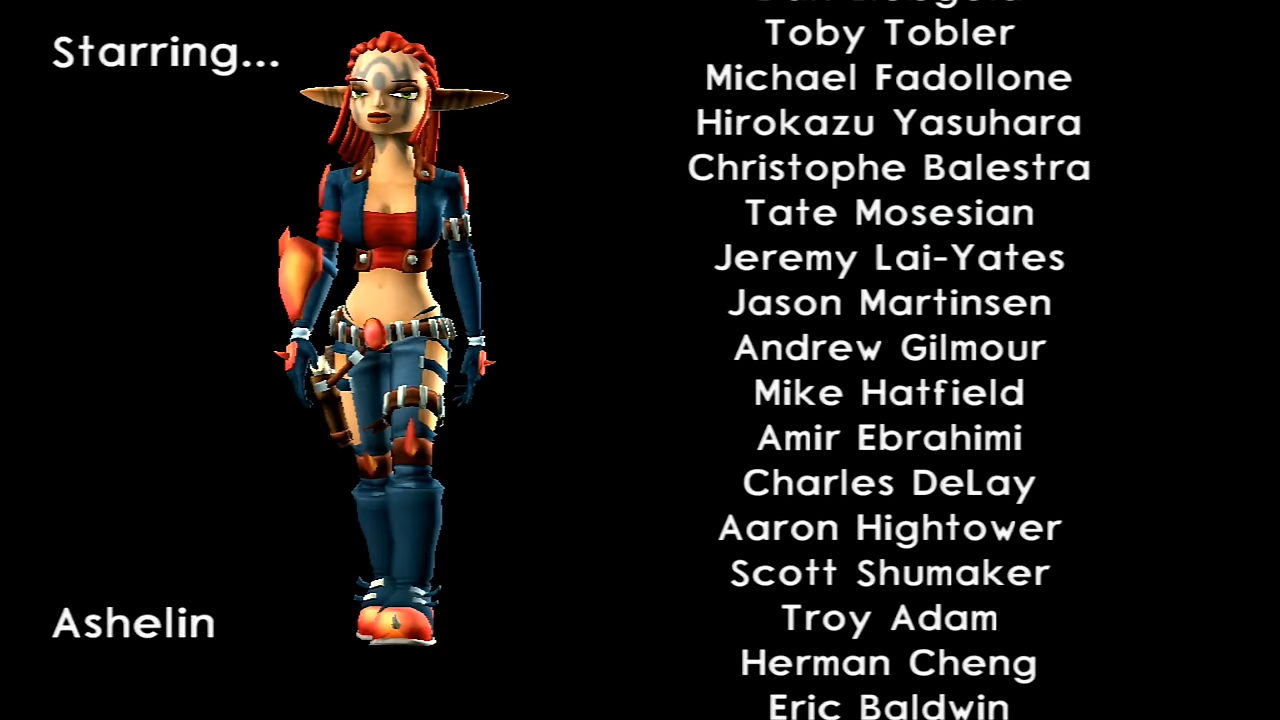 Starring...
Toby Tobler
Michael Fadollone
Hirokazu Yasuhara
Christophe Balestra
Tate Mosesian
Jeremy Lai-Yates
Jason Martinsen
Andrew Gilmour
Mike Hatfield
Amir Ebrahimi
Charles DeLay
Aaron Hightower
Scott Shumaker
Troy Adam
Herman Cheng
Eric Baldwin
Ashelin